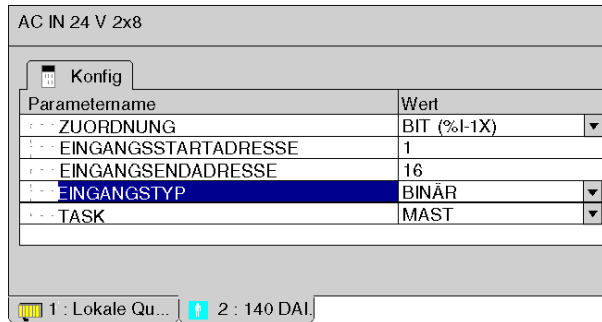 AC IN 24 V 2x8
Konfig
Parametername Wert
ZUORDNUNG BIT (%I-1X)
EINGANGSSTARTADRESSE 1
EINGANGSENDADRESSE 16
EINGANGSTYP BINÄR
TASK MAST
1 : Lokale Qu... 2 : 140 DAI.